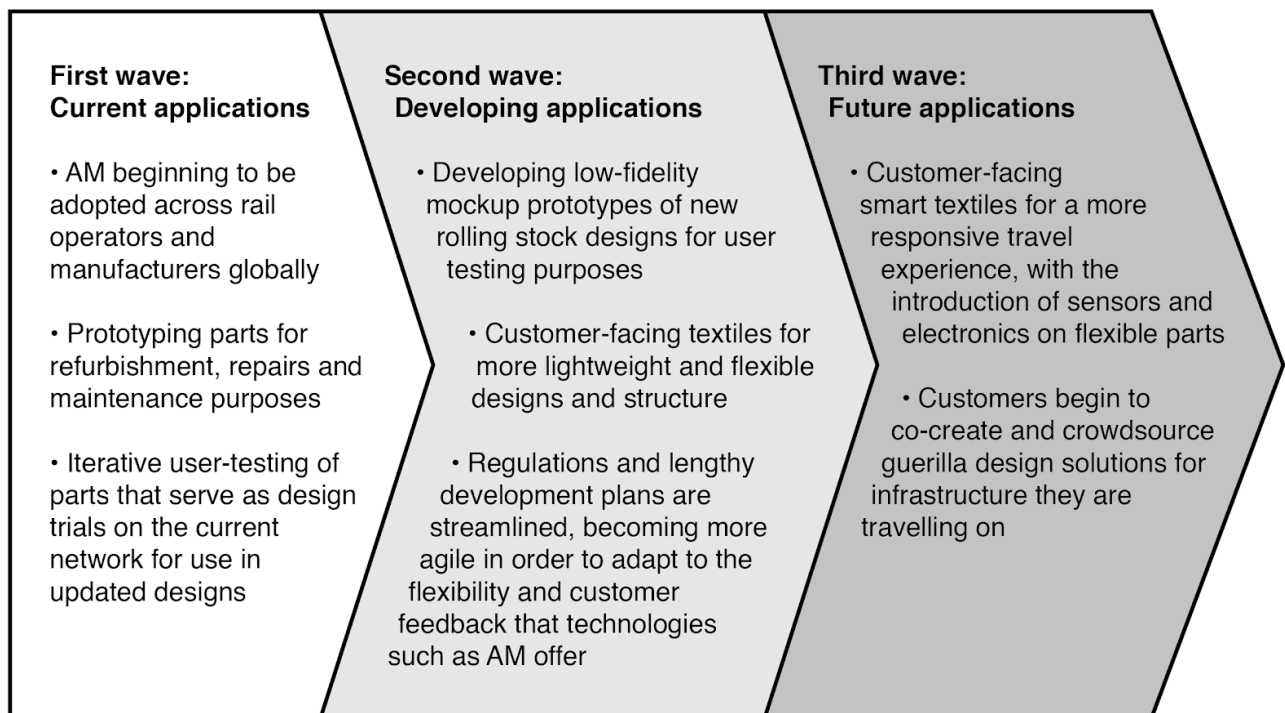 First wave:
Current applications
• AM beginning to be
adopted across rail
operators and
manufacturers globally
• Prototyping parts for
refurbishment, repairs and
maintenance purposes
• Iterative user-testing of
parts that serve as design
trials on the current
network for use in
updated designs
Second wave:
Developing applications
• Developing low-fidelity
mockup prototypes of new
rolling stock designs for user
testing purposes
• Customer-facing textiles for
more lightweight and flexible
designs and structure
• Regulations and lengthy
development plans are
streamlined, becoming more
agile in order to adapt to the
flexibility and customer
feedback that technologies
such as AM offer
Third wave:
Future applications
• Customer-facing
smart textiles for a more
responsive travel
experience, with the
introduction of sensors and
electronics on flexible parts
• Customers begin to
co-create and crowdsource
guerilla design solutions for
infrastructure they are
travelling on